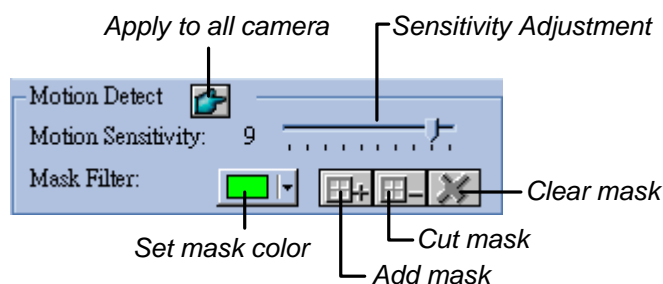 Apply to all camera
Sensitivity Adjustment
Motion Detect
Motion Sensitivity: 9
Mask Filter:
Clear mask
Set mask color
Cut mask
Add mask